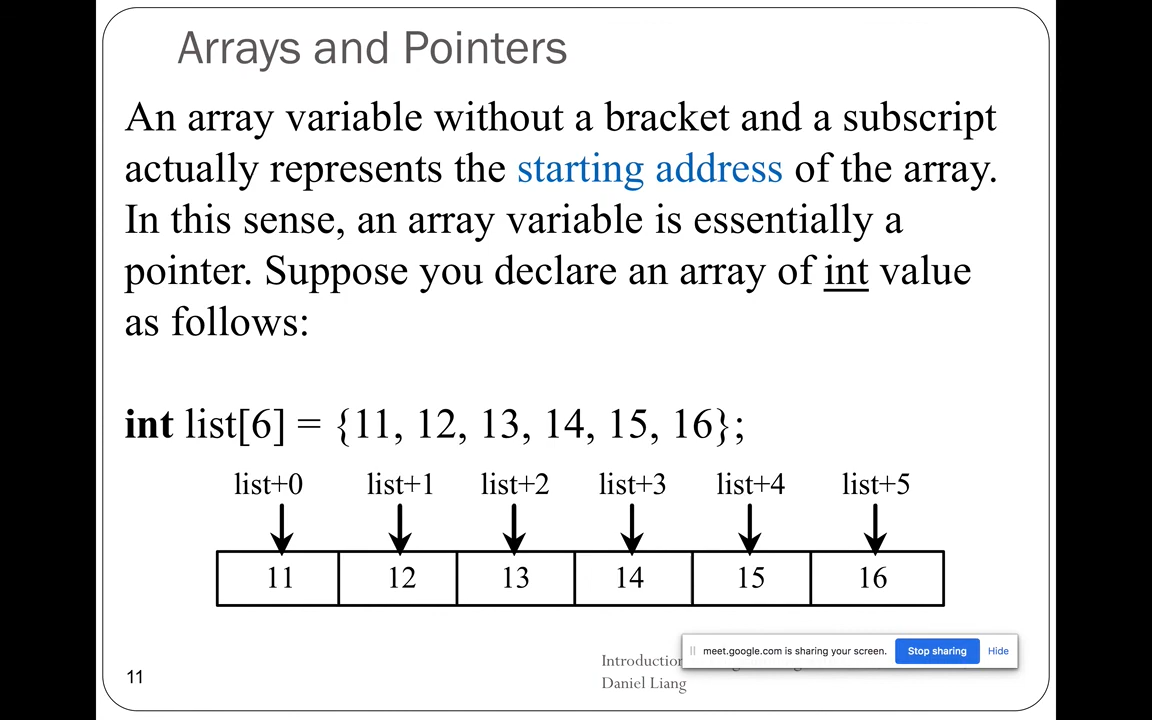 Arrays and Pointers
An array variable without a bracket and a subscript
actually represents the starting address of the array.
In this sense, an array variable is essentially a
pointer. Suppose you declare an array of int value
as follows:
int list[6] = {11, 12, 13, 14, 15, 16};
list+0 list+1 list+2 list+3 list+4 list+5
11 12 13 14 15 16
meet.google.com is sharing your screen. Stop sharing Hide
Introduction
Daniel Liang
11